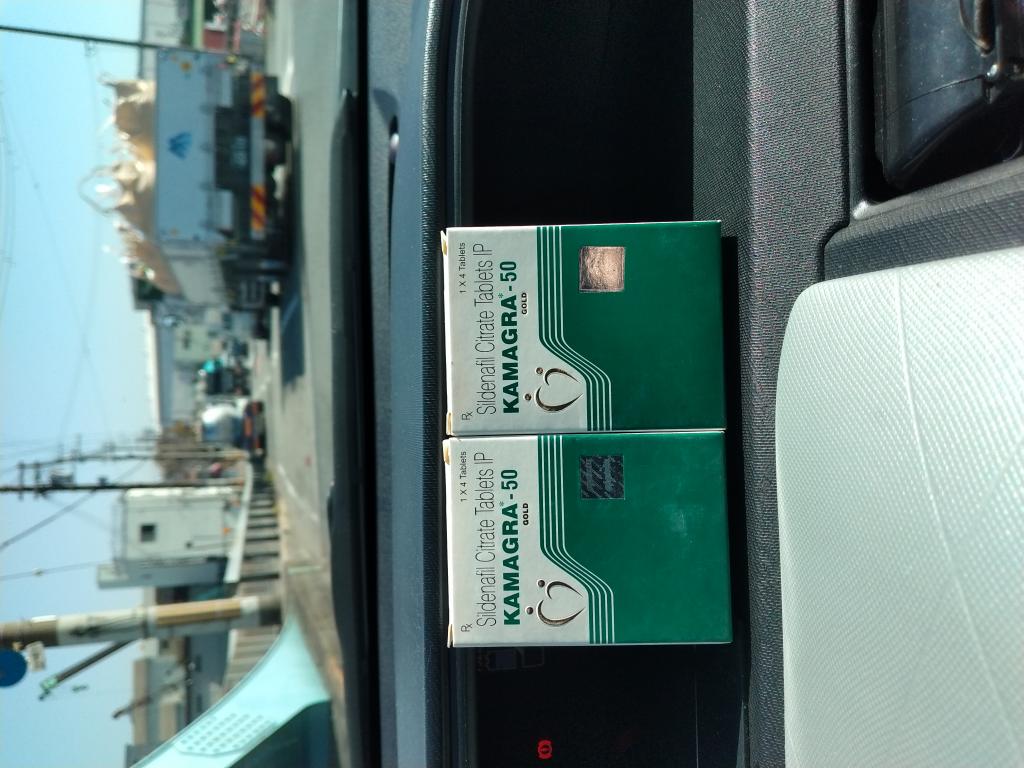 Rx
1 X 4 Tablets
Sildenafil Citrate Tablets IP
KAMAGRA® - 50
GOLD
Rx
1 X 4 Tablets
Sildenafil Citrate Tablets IP
KAMAGRA® - 50
GOLD